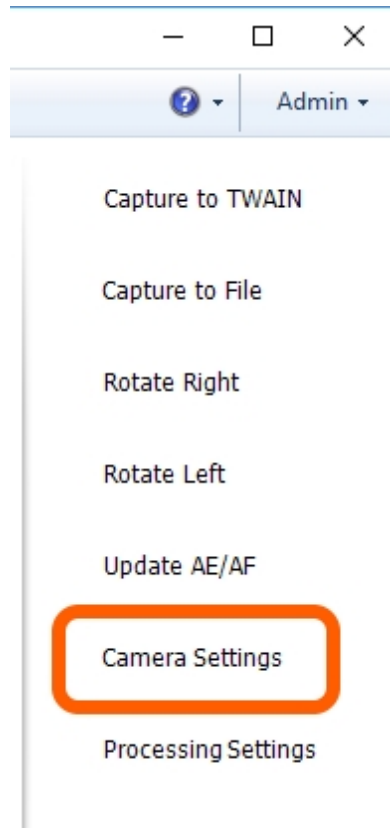 Admin
Capture to TWAIN
Capture to File
Rotate Right
Rotate Left
Update AE/AF
Camera Settings
Processing Settings